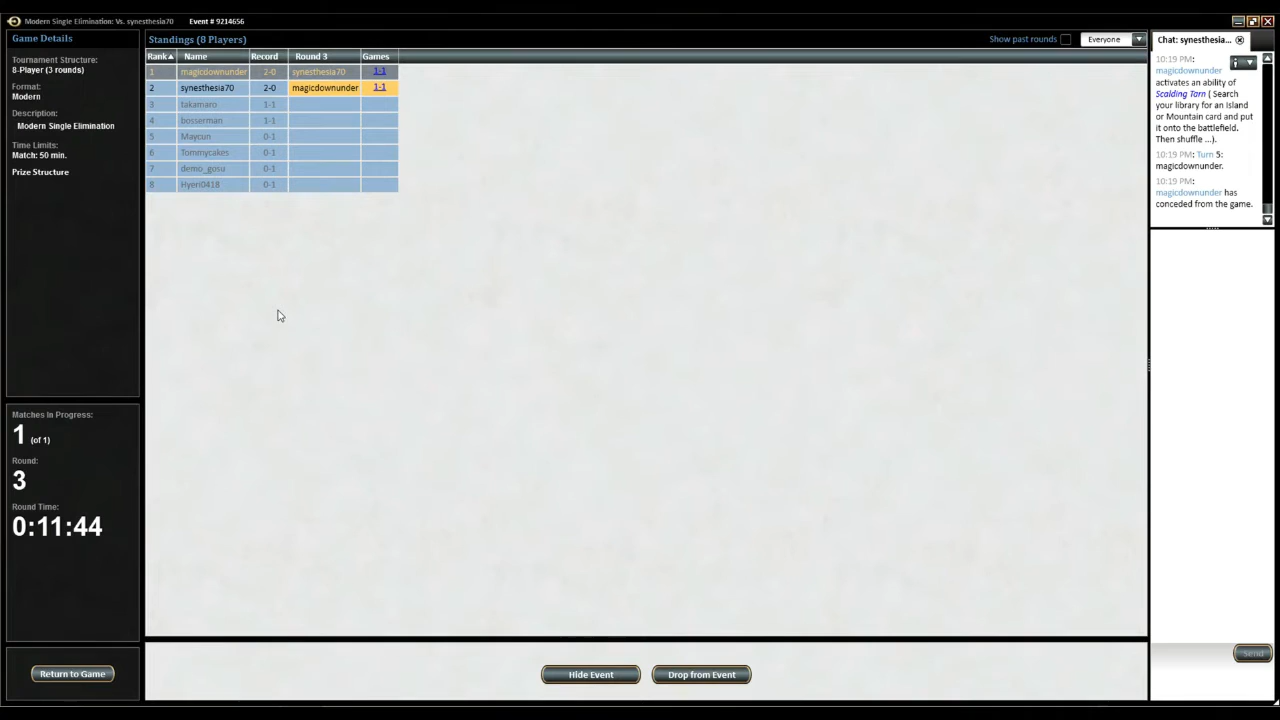 Modern Single Elimination: Vs. synesthesia70 Event # 9214656
Game Details
Tournament Structure:
8-Player (3 rounds)
Format:
Modern
Description:
Modern Single Elimination
Time Limits:
Match: 50 min.
Prize Structure
Matches In Progress:
1 (of 1)
Round:
3
Round Time:
0:11:44
Return to Game
Standings (8 Players) Show past rounds Everyone
Rank Name Record Round 3 Games
1 magicdownunder 2-0 synesthesia70 1-1
2 synesthesia70 2-0 magicdownunder 1-1
3 takamaro 1-1
4 bosserman 1-1
5 Maycun 0-1
6 Tommycakes 0-1
7 demo_gosu 0-1
8 Hyeri0418 0-1
Hide Event Drop from Event
Chat: synesthesia...
10:19 PM:
magicdownunder
activates an ability of
Scalding Tarn ( Search
your library for an Island
or Mountain card and put
it onto the battlefield.
Then shuffle ...).
10:19 PM: Turn 5:
magicdownunder.
10:19 PM:
magicdownunder has
conceded from the game.
Send